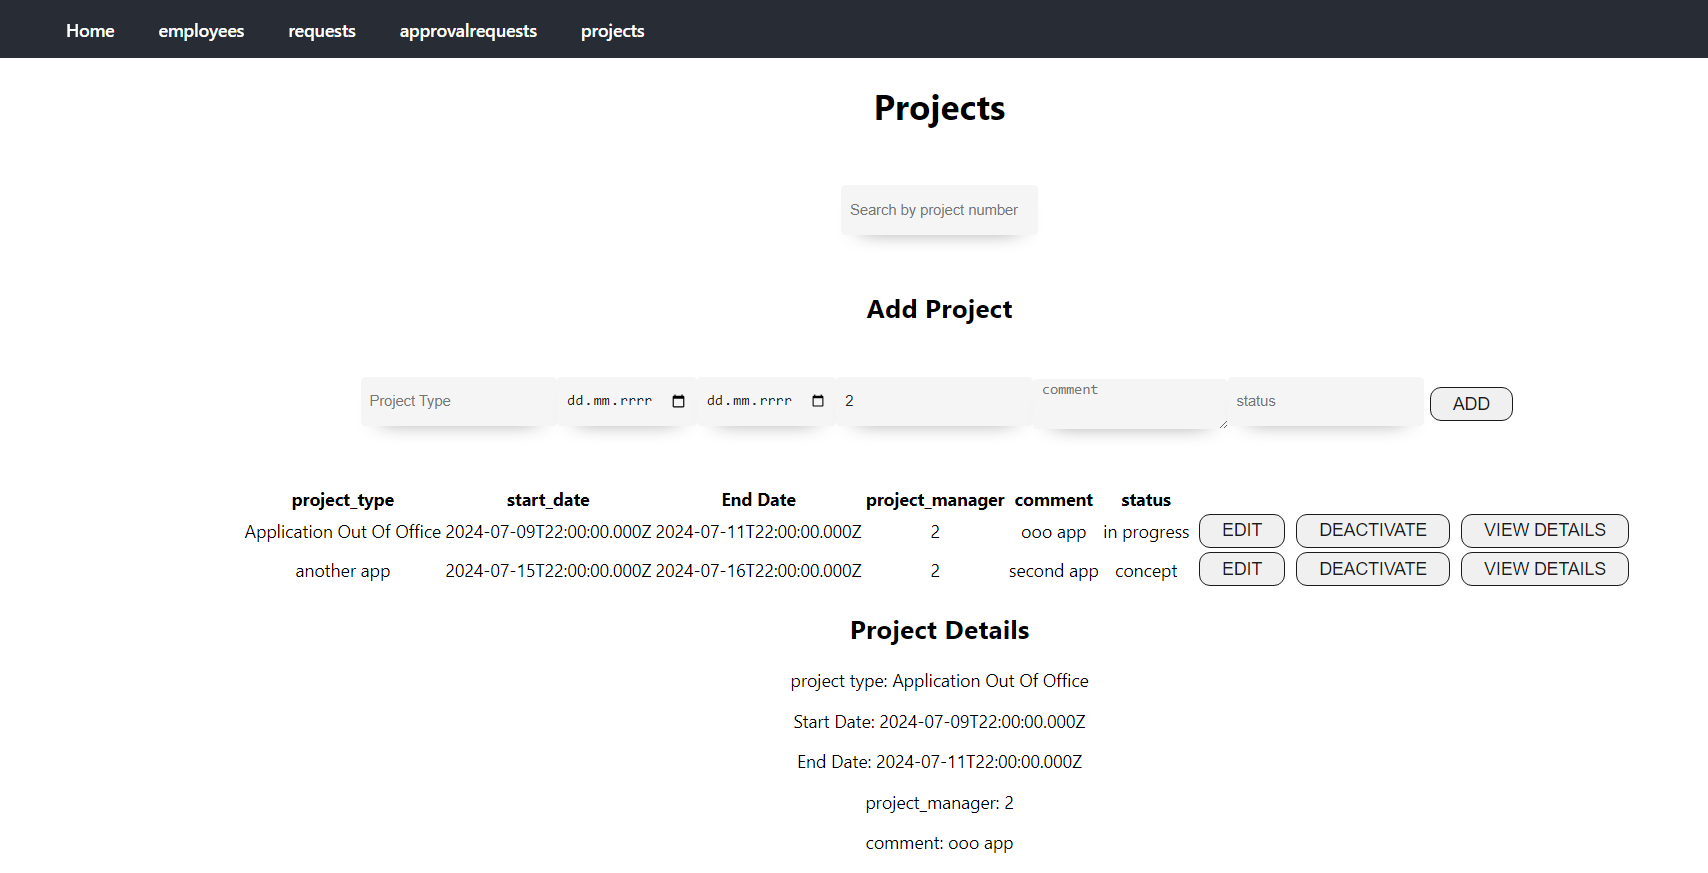 Home employees requests approvalrequests projects
Projects
Search by project number
Add Project
Project Type dd.mm.rrrr dd.mm.rrrr 2 comment status ADD
project_type start_date End Date project_manager comment status
Application Out Of Office 2024-07-09T22:00:00.000Z 2024-07-11T22:00:00.000Z 2 ooo app in progress EDIT DEACTIVATE VIEW DETAILS
another app 2024-07-15T22:00:00.000Z 2024-07-16T22:00:00.000Z 2 second app concept EDIT DEACTIVATE VIEW DETAILS
Project Details
project type: Application Out Of Office
Start Date: 2024-07-09T22:00:00.000Z
End Date: 2024-07-11T22:00:00.000Z
project_manager: 2
comment: ooo app